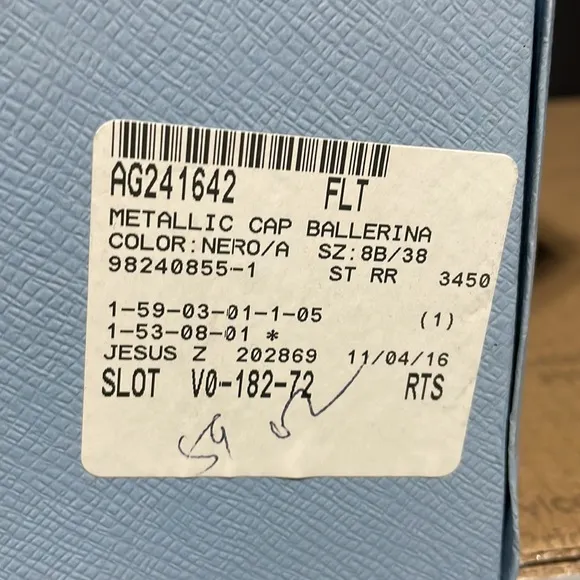 AG241642 FLT
METALLIC CAP BALLERINA
COLOR:NERO/A SZ:8B/38
98240855-1 ST RR 3450
1-59-03-01-1-05 (1)
1-53-08-01 *
JESUS Z 202869 11/04/16
SLOT V0-182-72 RTS